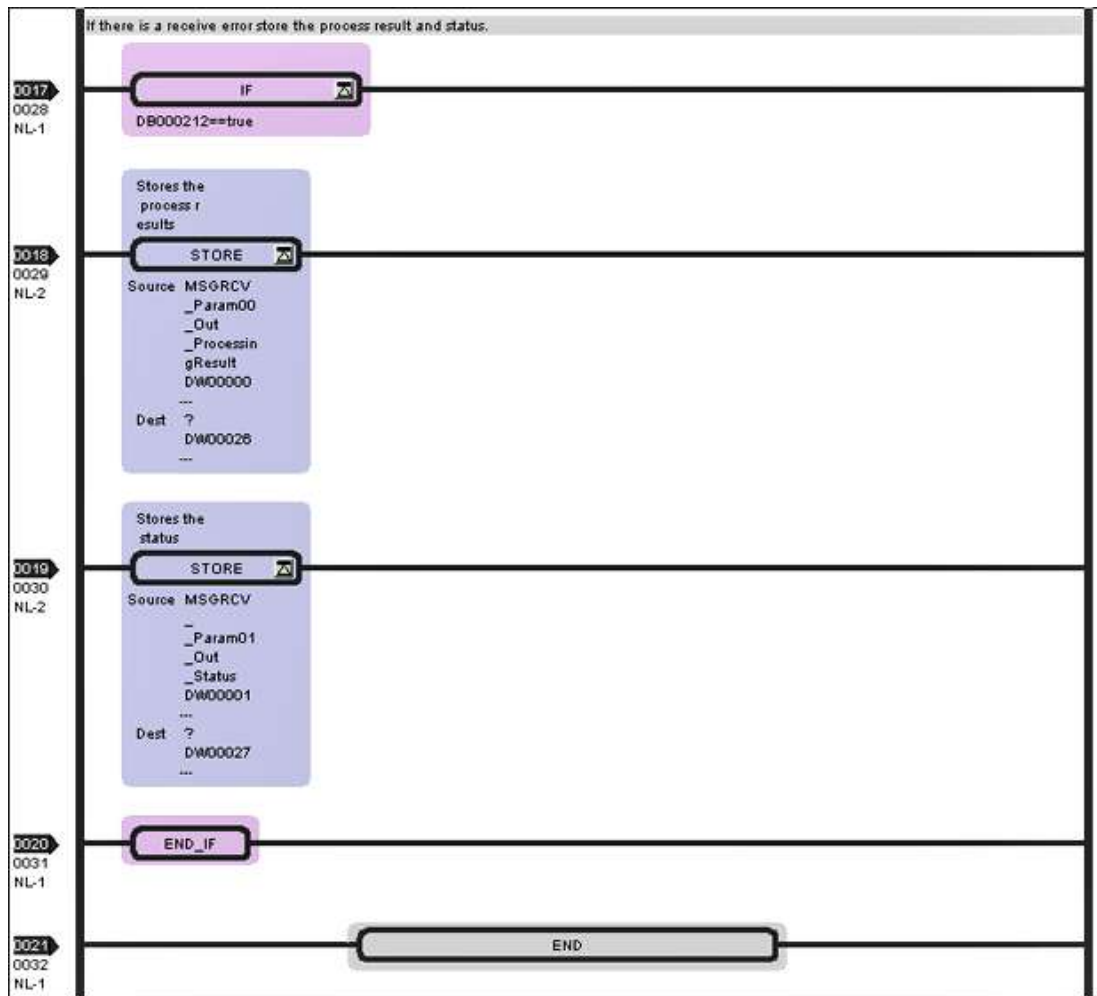 If there is a receive error store the process result and status.
0017
0028
NL-1
IF
DB000212==true
Stores the
process r
esults
0018
0029
NL-2
STORE
Source MSGRCV
_Param00
_Out
_Processin
gResult
DW00000
...
Dest ?
DW00026
...
Stores the
status
0019
0030
NL-2
STORE
Source MSGRCV
_
_Param01
_Out
_Status
DW00001
...
Dest ?
DW00027
...
0020
0031
NL-1
END_IF
0021
0032
NL-1
END